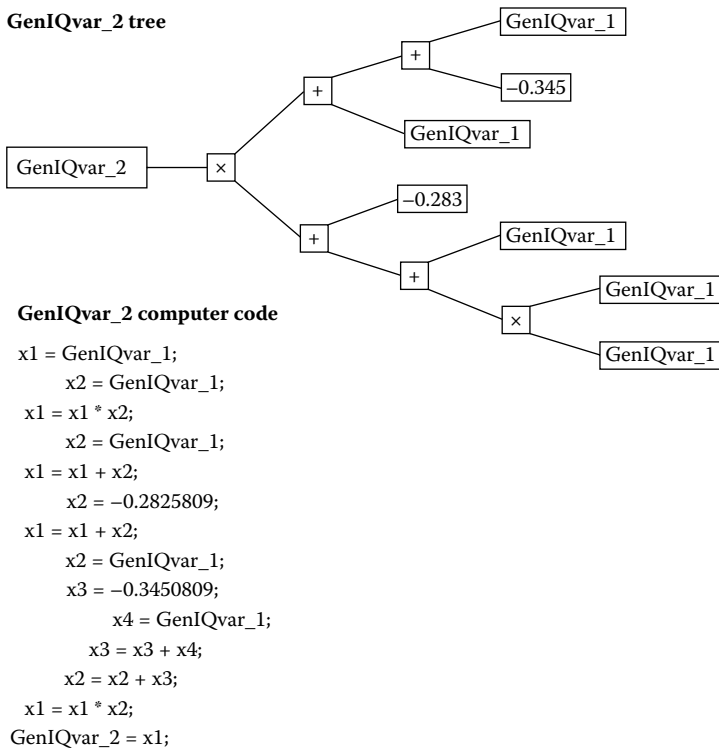 GenIQvar_2 tree
GenIQvar_1
+
−0.345
+
GenIQvar_1
GenIQvar_2
×
−0.283
+
GenIQvar_1
+
GenIQvar_1
×
GenIQvar_1
GenIQvar_2 computer code
x1 = GenIQvar_1;
x2 = GenIQvar_1;
x1 = x1 * x2;
x2 = GenIQvar_1;
x1 = x1 + x2;
x2 = −0.2825809;
x1 = x1 + x2;
x2 = GenIQvar_1;
x3 = −0.3450809;
x4 = GenIQvar_1;
x3 = x3 + x4;
x2 = x2 + x3;
x1 = x1 * x2;
GenIQvar_2 = x1;